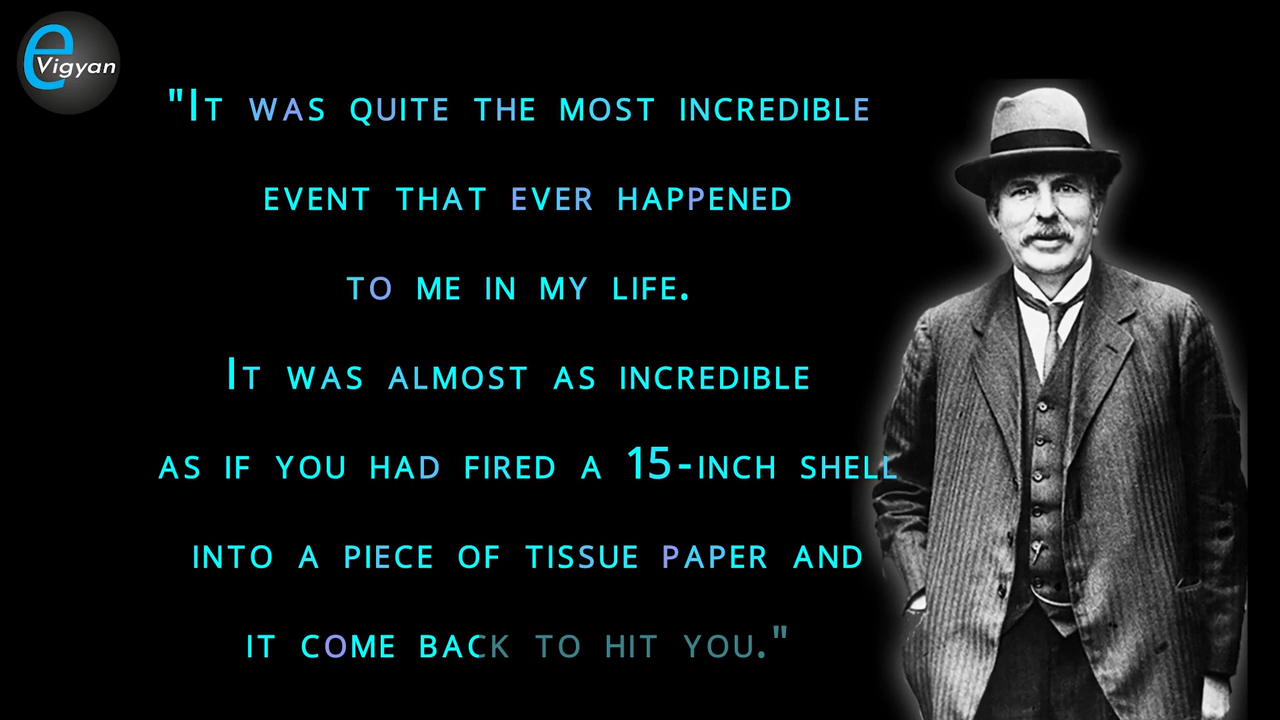 e Vigyan
"It was quite the most incredible
event that ever happened
to me in my life.
It was almost as incredible
as if you had fired a 15-inch shell
into a piece of tissue paper and
it come back to hit you."